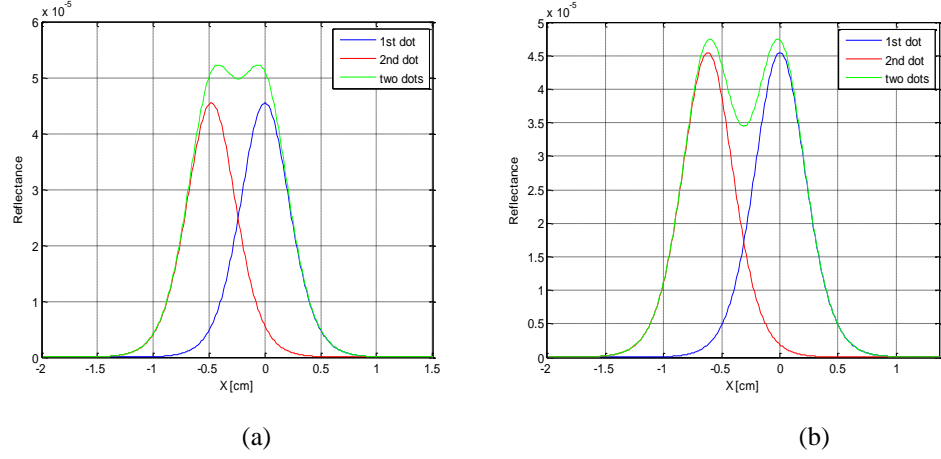 x 10^-5
6
5
4
3
2
1
0
Reflectance
-2 -1.5 -1 -0.5 0 0.5 1 1.5
X [cm]
1st dot
2nd dot
two dots
(a)
x 10^-5
5
4.5
4
3.5
3
2.5
2
1.5
1
0.5
0
Reflectance
-2 -1.5 -1 -0.5 0 0.5 1
X [cm]
1st dot
2nd dot
two dots
(b)